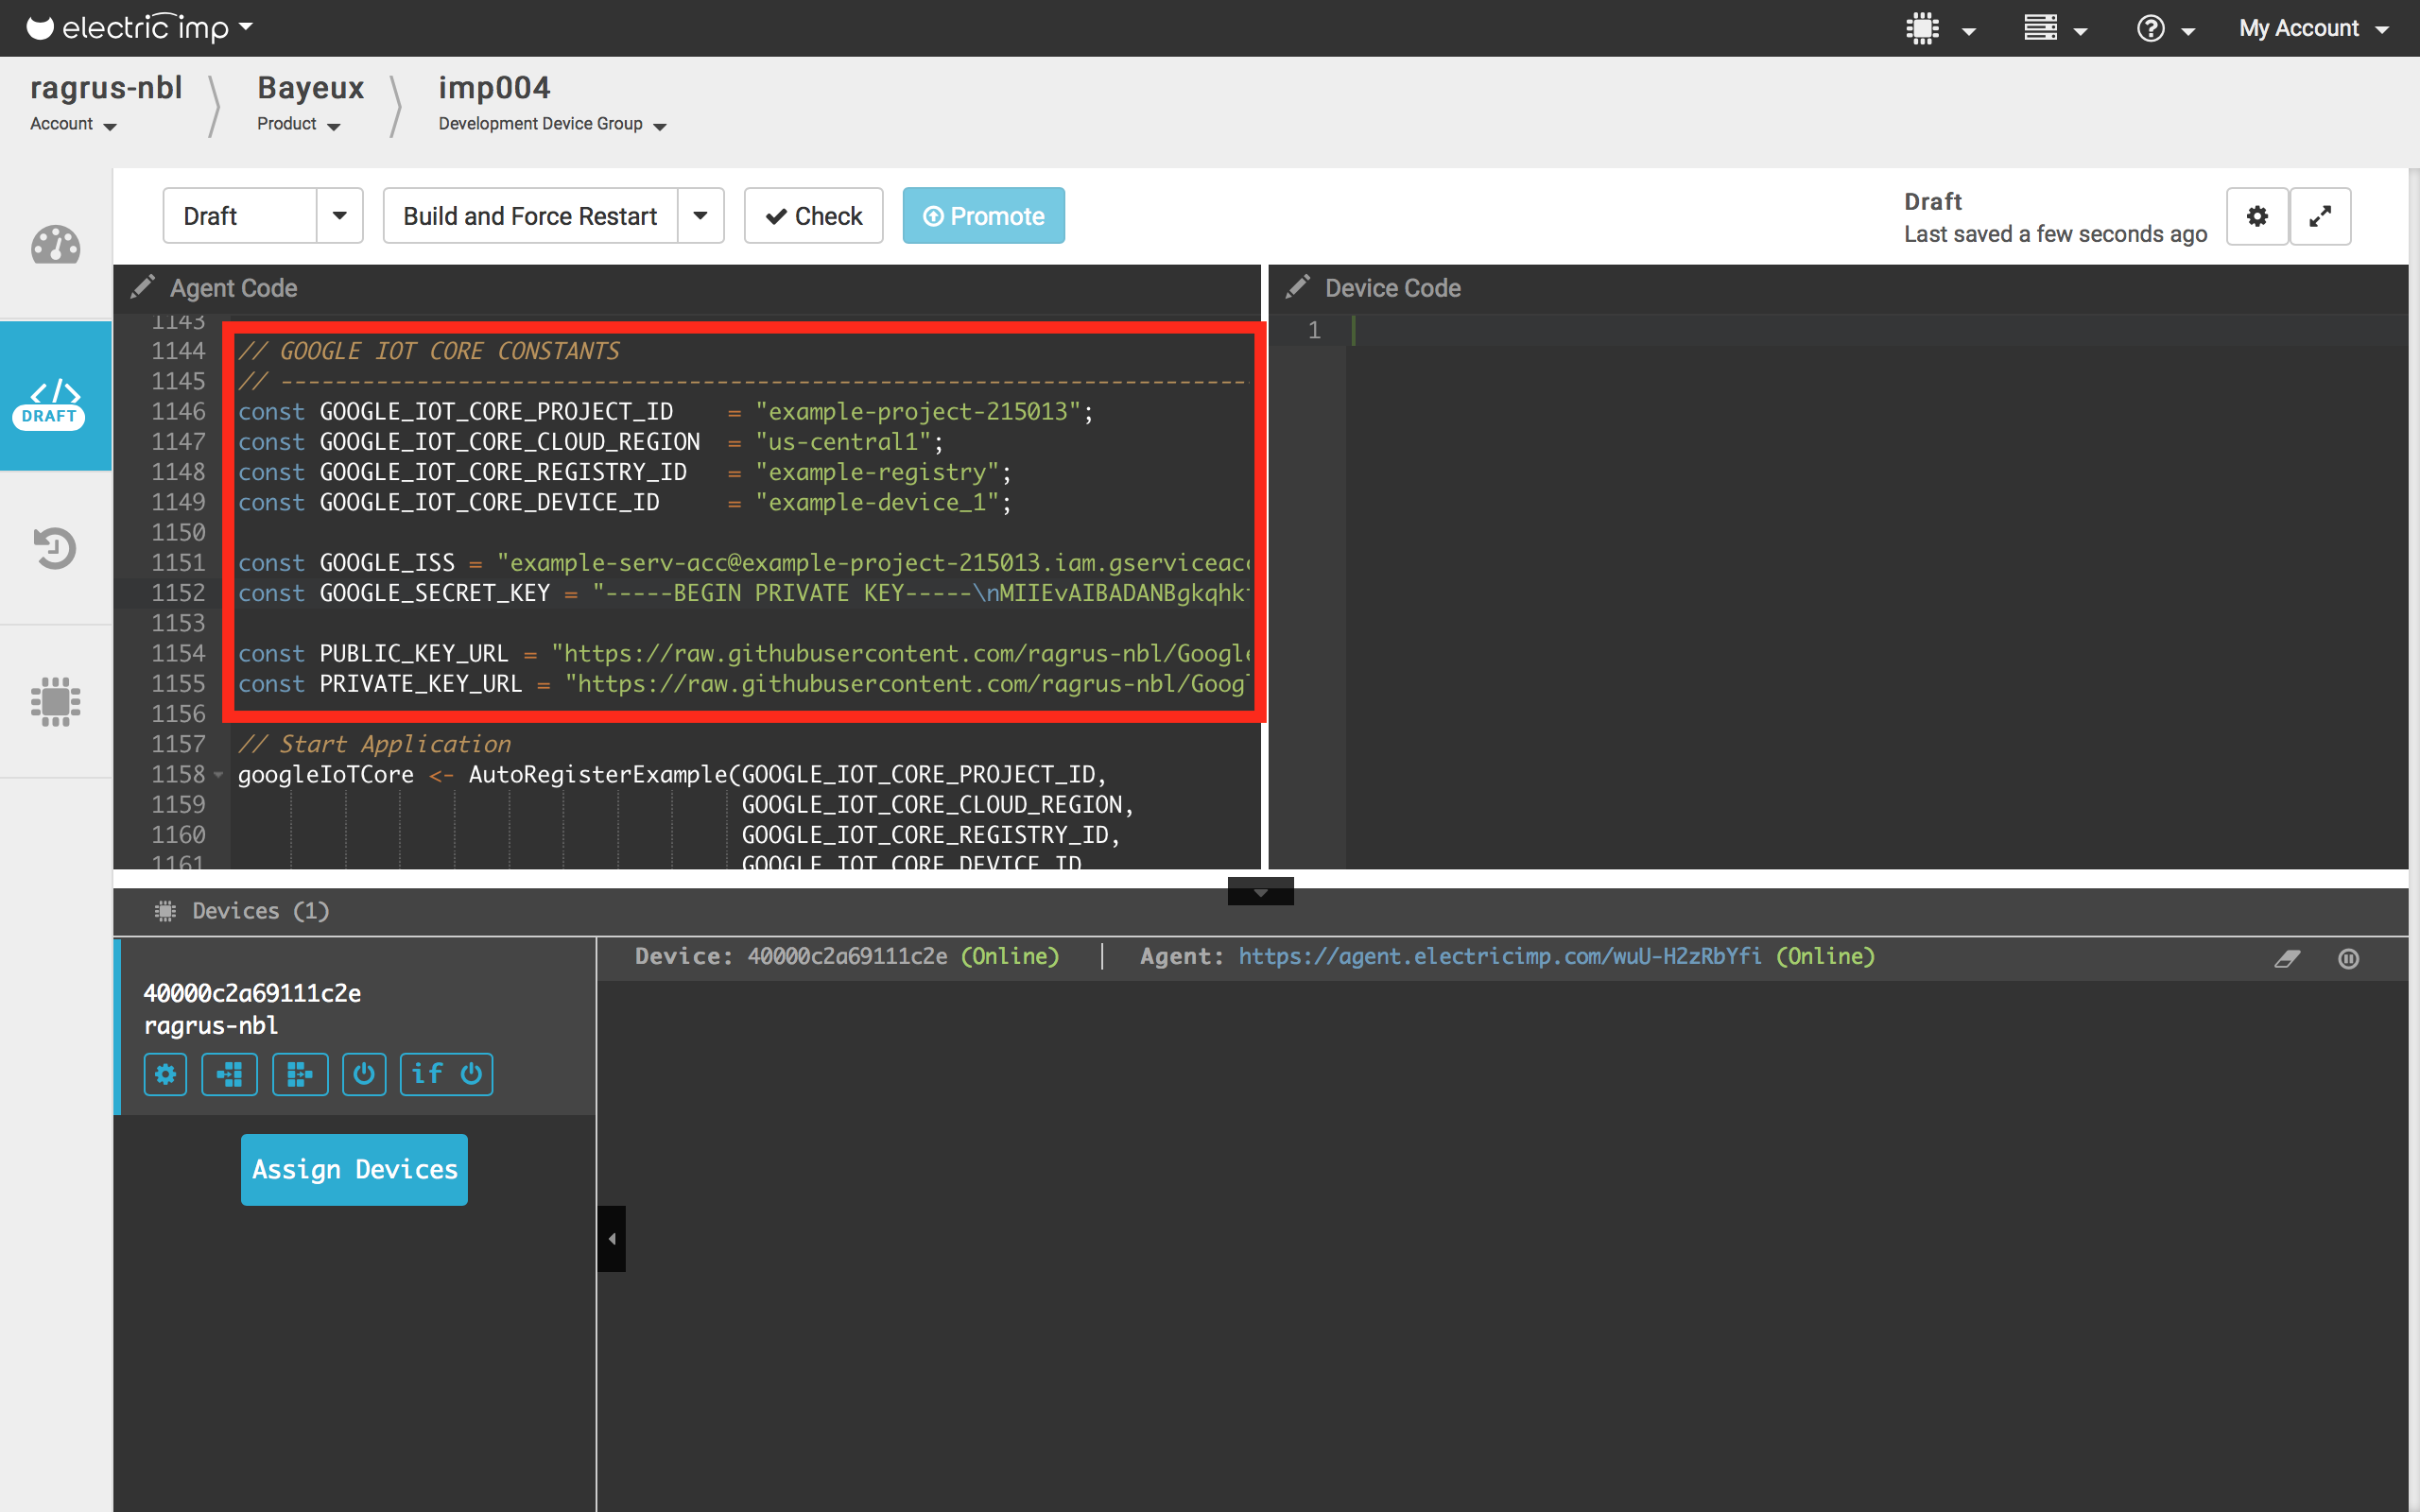 electric imp
My Account
ragrus-nbl
Bayeux
imp004
Account
Product
Development Device Group
Draft
Build and Force Restart
Check
Promote
Draft
Last saved a few seconds ago
DRAFT
Agent Code
Device Code
1143
1144 // GOOGLE IOT CORE CONSTANTS
1145 // ------------------------------------------------------------------------
1146 const GOOGLE_IOT_CORE_PROJECT_ID    = "example-project-215013";
1147 const GOOGLE_IOT_CORE_CLOUD_REGION  = "us-central1";
1148 const GOOGLE_IOT_CORE_REGISTRY_ID   = "example-registry";
1149 const GOOGLE_IOT_CORE_DEVICE_ID     = "example-device_1";
1150
1151 const GOOGLE_ISS = "example-serv-acc@example-project-215013.iam.gserviceacc
1152 const GOOGLE_SECRET_KEY = "-----BEGIN PRIVATE KEY-----\nMIIEvAIBADANBgkqhk
1153
1154 const PUBLIC_KEY_URL = "https://raw.githubusercontent.com/ragrus-nbl/Google
1155 const PRIVATE_KEY_URL = "https://raw.githubusercontent.com/ragrus-nbl/Goog
1156
1157 // Start Application
1158 googleIoTCore <- AutoRegisterExample(GOOGLE_IOT_CORE_PROJECT_ID,
1159 GOOGLE_IOT_CORE_CLOUD_REGION,
1160 GOOGLE_IOT_CORE_REGISTRY_ID,
1161 GOOGLE_IOT_CORE_DEVICE_ID
1
Devices (1)
Device: 40000c2a69111c2e (Online) | Agent: https://agent.electricimp.com/wuU-H2zRbYfi (Online)
40000c2a69111c2e
ragrus-nbl
if
Assign Devices